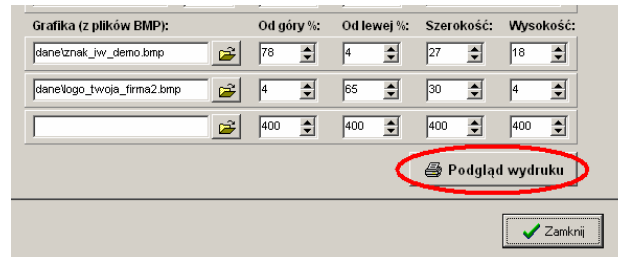 Grafika (z plików BMP): Od góry %: Od lewej %: Szerokość: Wysokość:
dane\znak_iw_demo.bmp 78 4 27 18
dane\logo_twoja_firma2.bmp 4 65 30 4
400 400 400 400
Podgląd wydruku
Zamknij